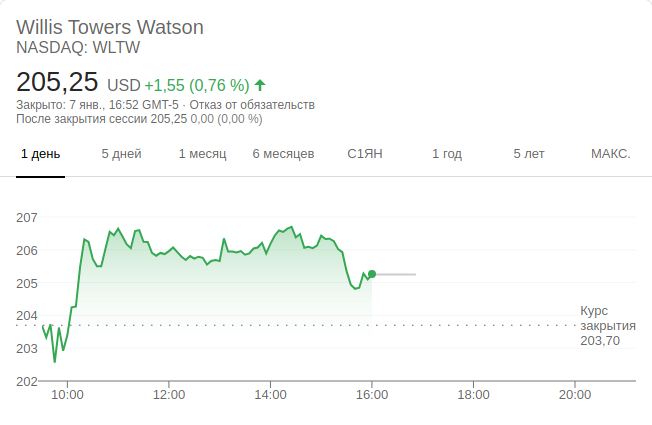 Willis Towers Watson
NASDAQ: WLTW
205,25 USD +1,55 (0,76 %)
Закрыто: 7 янв., 16:52 GMT-5 · Отказ от обязательств
После закрытия сессии 205,25 0,00 (0,00 %)
1 день 5 дней 1 месяц 6 месяцев С1ЯН 1 год 5 лет МАКС.
207
206
205
204
203
202
Курс
закрытия
203,70
10:00 12:00 14:00 16:00 18:00 20:00